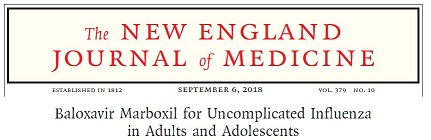 The NEW ENGLAND
JOURNAL of MEDICINE
ESTABLISHED IN 1812 SEPTEMBER 6, 2018 VOL. 379 NO. 10
Baloxavir Marboxil for Uncomplicated Influenza
in Adults and Adolescents